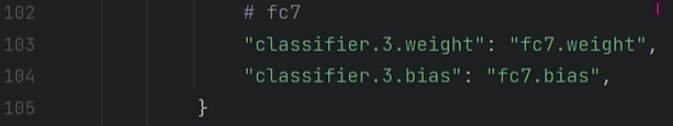 102 # fc7
103 "classifier.3.weight": "fc7.weight",
104 "classifier.3.bias": "fc7.bias",
105 }